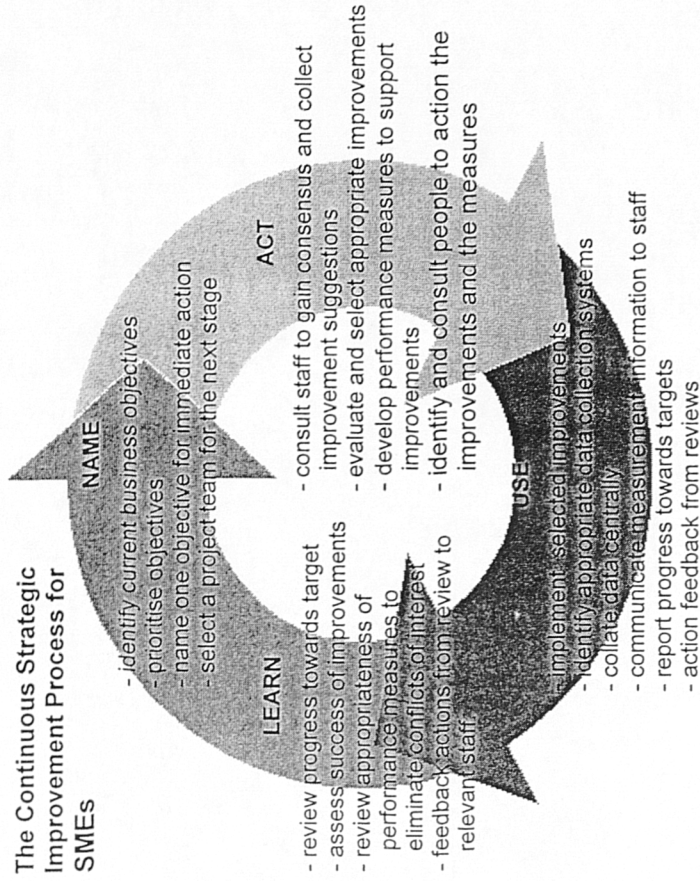 The Continuous Strategic
Improvement Process for
SMEs
NAME
- identify current business objectives
- prioritise objectives
- name one objective for immediate action
- select a project team for the next stage
ACT
- consult staff to gain consensus and collect
improvement suggestions
- evaluate and select appropriate improvements
- develop performance measures to support
improvements
- identify and consult people to action the
improvements and the measures
USE
- implement selected improvements
- identify appropriate data collection systems
- collate data centrally
- communicate measurement information to staff
- report progress towards targets
- action feedback from reviews
LEARN
- review progress towards target
- assess success of improvements
- review appropriateness of
performance measures to
eliminate conflicts of interest
- feedback actions from review to
relevant staff